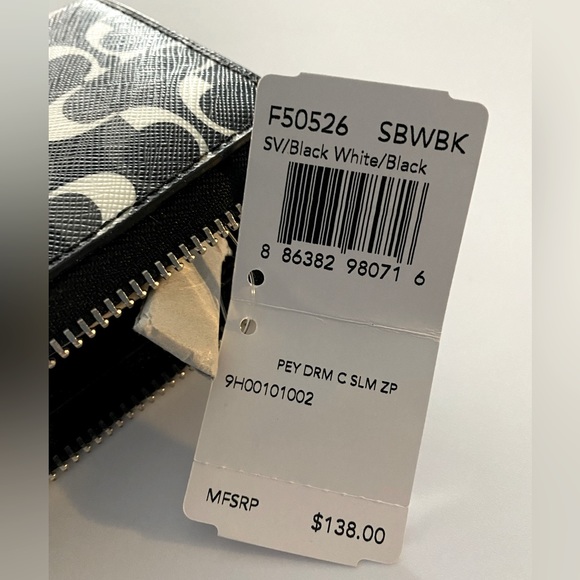 F50526 SBWBK
SV/Black White/Black
8 86382 98071 6
PEY DRM C SLM ZP
9H00101002
MFSRP $138.00